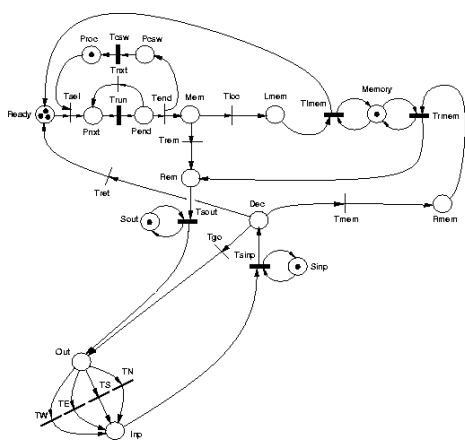 Proc Tcsw Pcsw
Tnxt
Tsel Trun Tend Mem Tloc Lmem Tlmem Memory
Ready Pnxt Pend Trem Trmem
Rem
Tret
Sout Tsout Dec
Tgo Tmem Rmem
Tsinp Sinp
Out
TN
TS
TE
TW
Inp